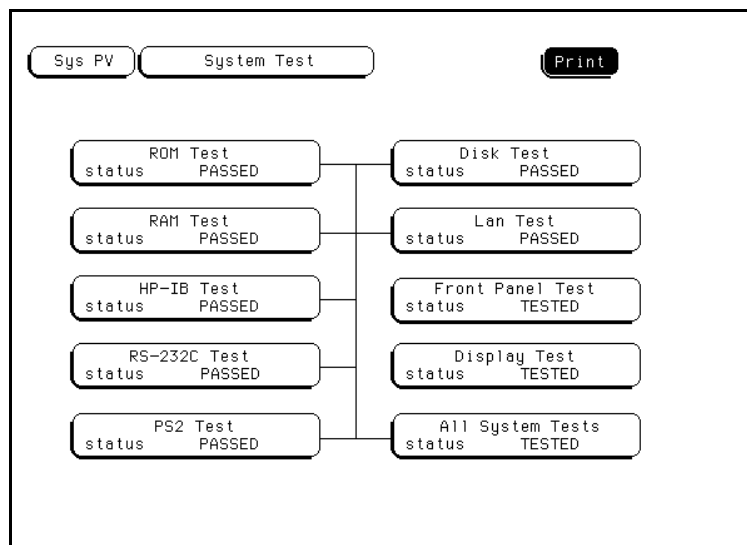 Sys PV System Test Print
ROM Test
status PASSED
Disk Test
status PASSED
RAM Test
status PASSED
Lan Test
status PASSED
HP-IB Test
status PASSED
Front Panel Test
status TESTED
RS-232C Test
status PASSED
Display Test
status TESTED
PS2 Test
status PASSED
All System Tests
status TESTED